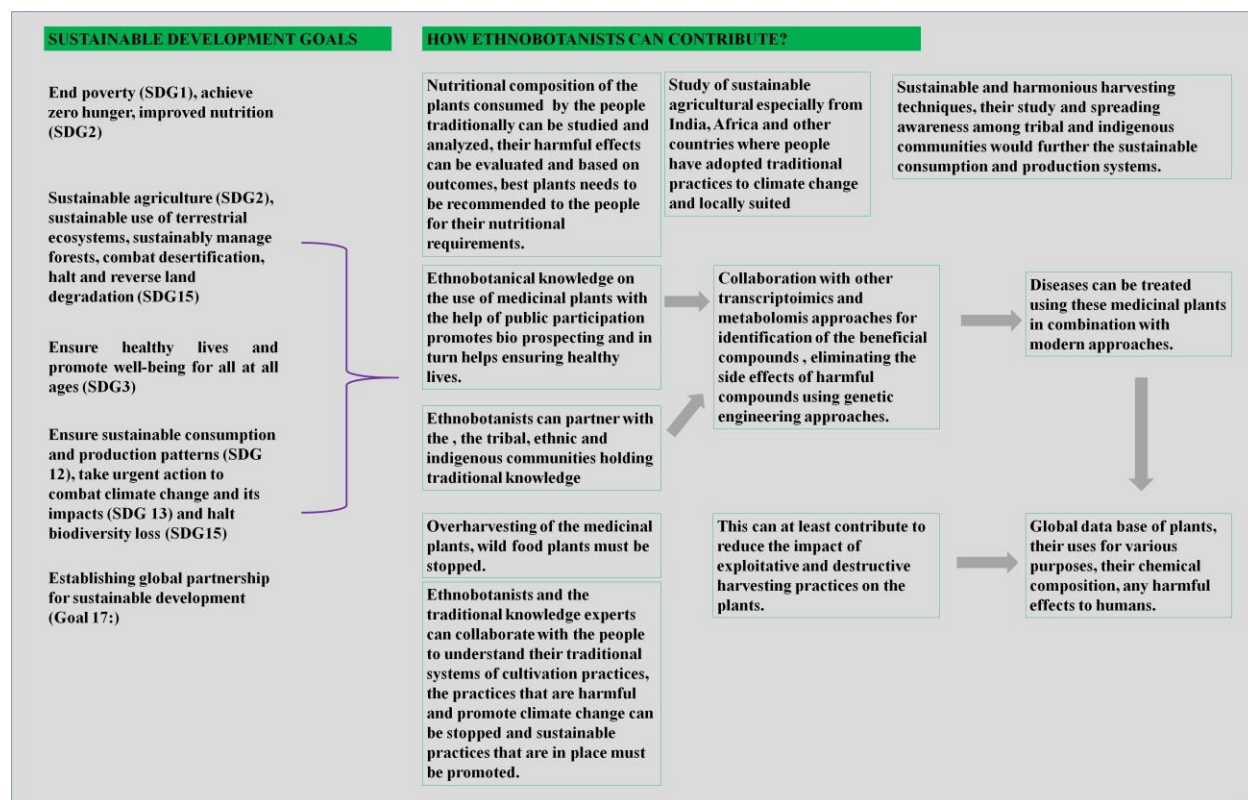 SUSTAINABLE DEVELOPMENT GOALS
HOW ETHNOBOTANISTS CAN CONTRIBUTE?
End poverty (SDG1), achieve
zero hunger, improved nutrition
(SDG2)
Sustainable agriculture (SDG2),
sustainable use of terrestrial
ecosystems, sustainably manage
forests, combat desertification,
halt and reverse land
degradation (SDG15)
Ensure healthy lives and
promote well-being for all at all
ages (SDG3)
Ensure sustainable consumption
and production patterns (SDG
12), take urgent action to
combat climate change and its
impacts (SDG 13) and halt
biodiversity loss (SDG15)
Establishing global partnership
for sustainable development
(Goal 17:)
Nutritional composition of the
plants consumed by the people
traditionally can be studied and
analyzed, their harmful effects
can be evaluated and based on
outcomes, best plants needs to
be recommended to the people
for their nutritional
requirements.
Study of sustainable
agricultural especially from
India, Africa and other
countries where people
have adopted traditional
practices to climate change
and locally suited
Sustainable and harmonious harvesting
techniques, their study and spreading
awareness among tribal and indigenous
communities would further the sustainable
consumption and production systems.
Ethnobotanical knowledge on
the use of medicinal plants with
the help of public participation
promotes bio prospecting and in
turn helps ensuring healthy
lives.
Collaboration with other
transcriptoimics and
metabolomis approaches for
identification of the beneficial
compounds , eliminating the
side effects of harmful
compounds using genetic
engineering approaches.
Diseases can be treated
using these medicinal plants
in combination with
modern approaches.
Ethnobotanists can partner with
the , the tribal, ethnic and
indigenous communities holding
traditional knowledge
Overharvesting of the medicinal
plants, wild food plants must be
stopped.
This can at least contribute to
reduce the impact of
exploitative and destructive
harvesting practices on the
plants.
Global data base of plants,
their uses for various
purposes, their chemical
composition, any harmful
effects to humans.
Ethnobotanists and the
traditional knowledge experts
can collaborate with the people
to understand their traditional
systems of cultivation practices,
the practices that are harmful
and promote climate change can
be stopped and sustainable
practices that are in place must
be promoted.